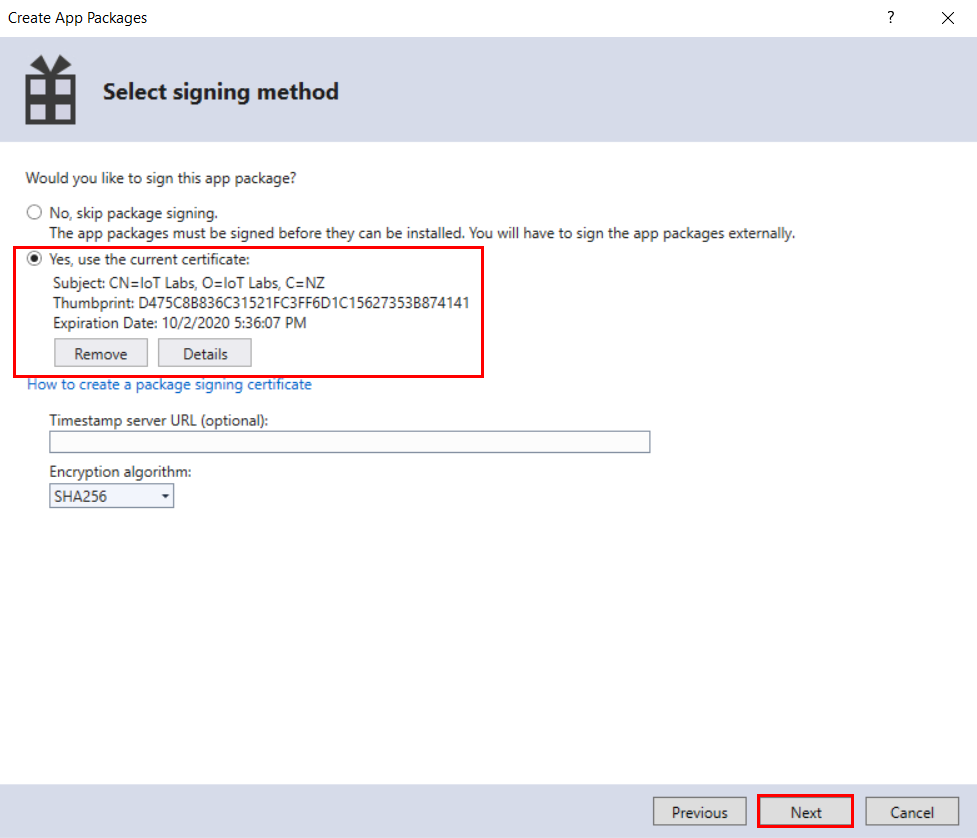 Create App Packages
?
Select signing method
Would you like to sign this app package?
No, skip package signing.
The app packages must be signed before they can be installed. You will have to sign the app packages externally.
Yes, use the current certificate:
Subject: CN=IoT Labs, O=IoT Labs, C=NZ
Thumbprint: D475C8B836C31521FC3FF6D1C15627353B874141
Expiration Date: 10/2/2020 5:36:07 PM
Remove Details
How to create a package signing certificate
Timestamp server URL (optional):
Encryption algorithm:
SHA256
Previous Next Cancel